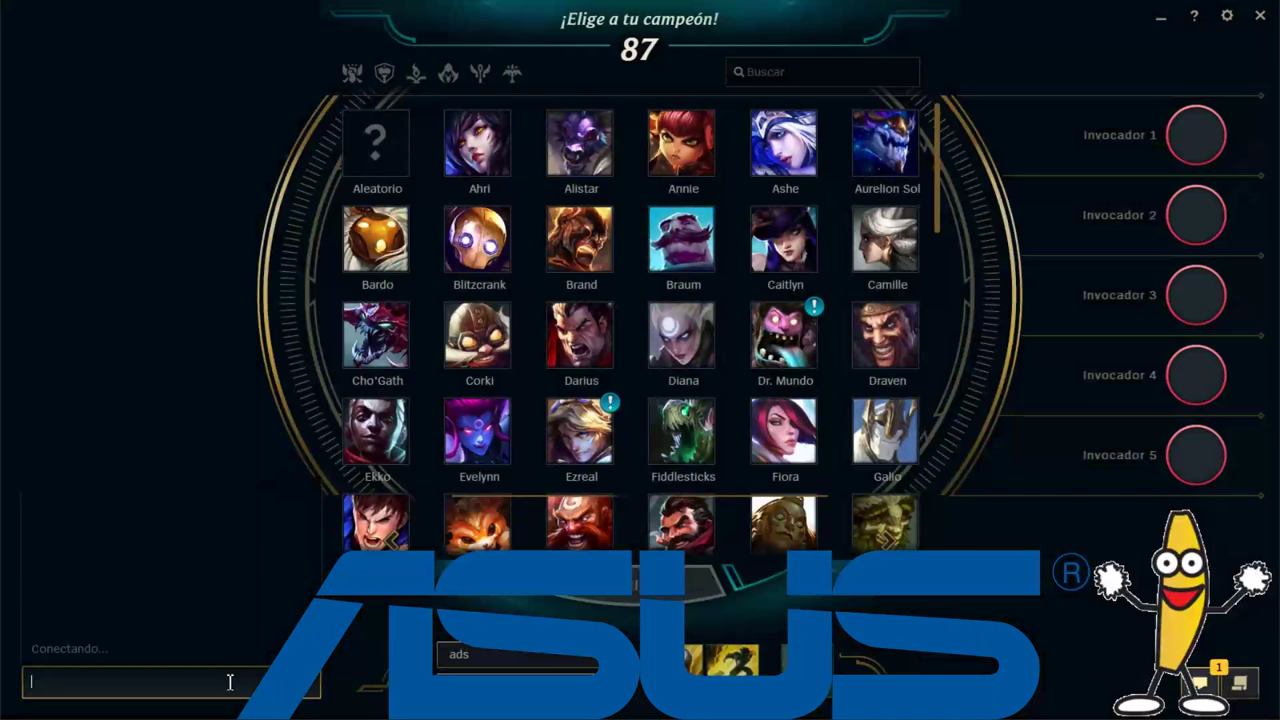 ¡Elige a tu campeón!
87
Buscar
Aleatorio
Ahri
Alistar
Annie
Ashe
Aurelion Sol
Bardo
Blitzcrank
Brand
Braum
Caitlyn
Camille
Cho'Gath
Corki
Darius
Diana
Dr. Mundo
Draven
Ekko
Evelynn
Ezreal
Fiddlesticks
Fiora
Galio
Invocador 1
Invocador 2
Invocador 3
Invocador 4
Invocador 5
Conectando...
ads
ASUS
®
1